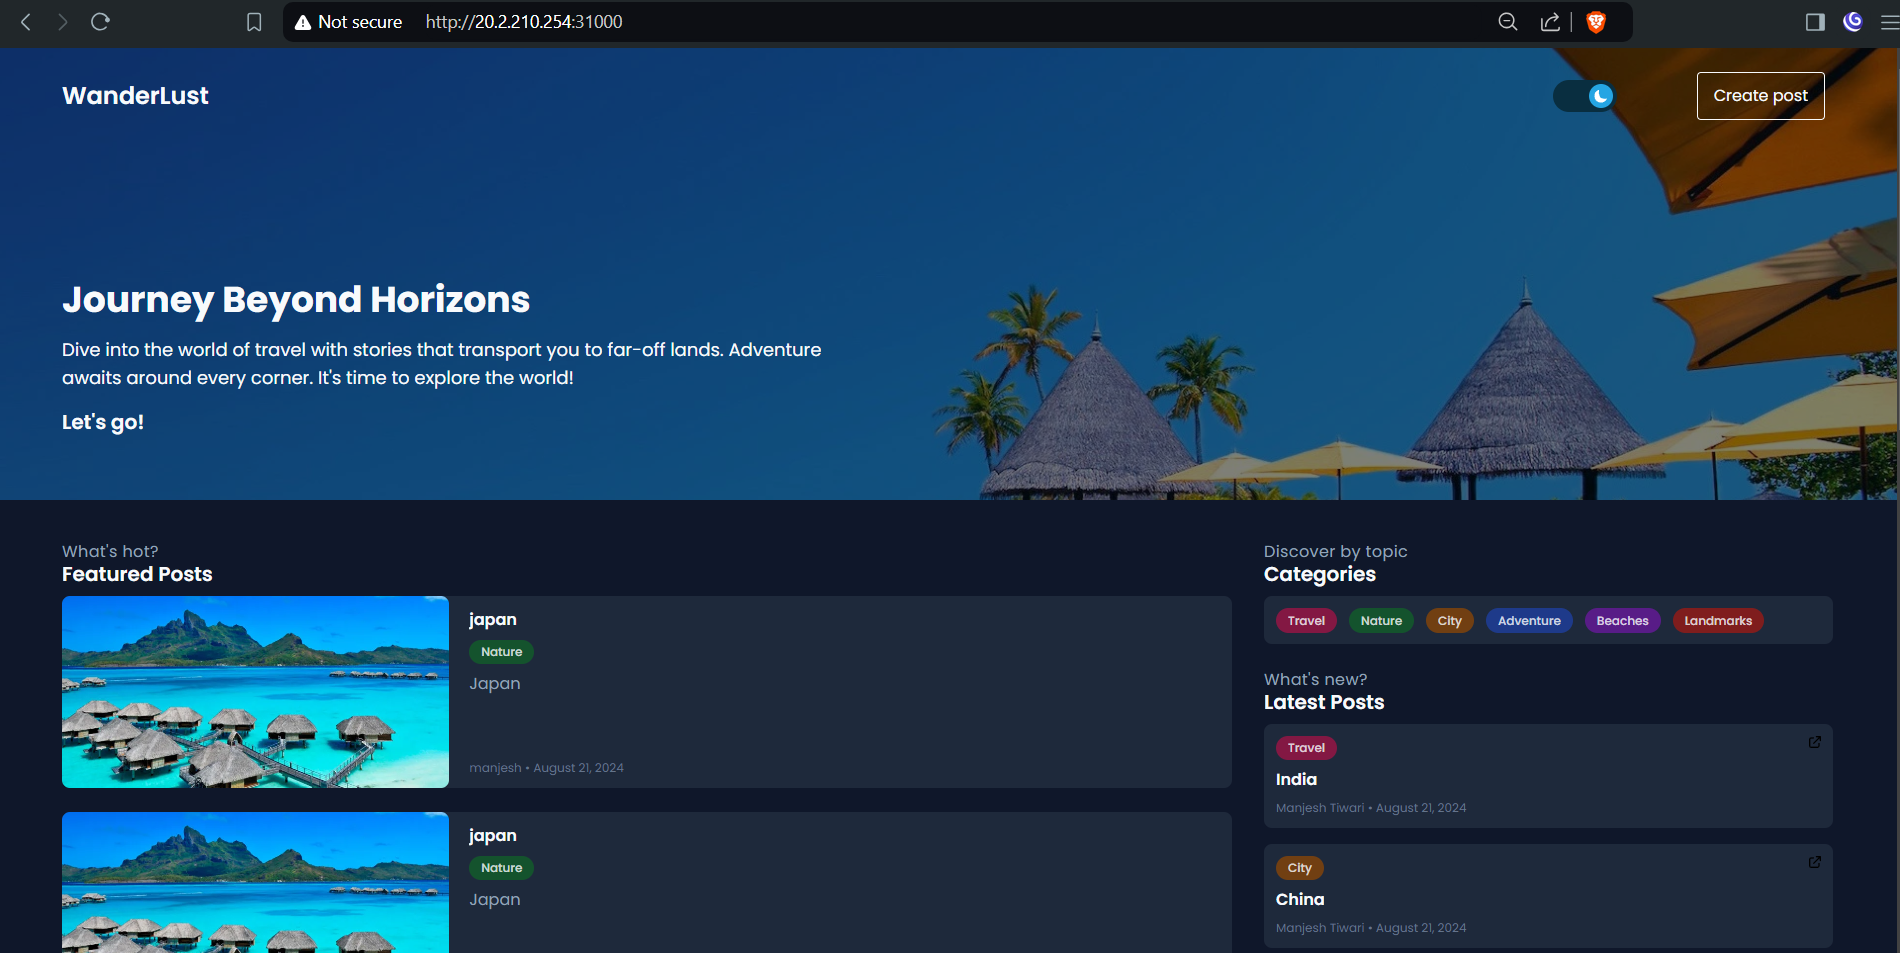 Not secure
http://20.2.210.254:31000
WanderLust
Create post
Journey Beyond Horizons
Dive into the world of travel with stories that transport you to far-off lands. Adventure
awaits around every corner. It's time to explore the world!
Let's go!
What's hot?
Featured Posts
japan
Nature
Japan
manjesh • August 21, 2024
japan
Nature
Japan
Discover by topic
Categories
Travel Nature City Adventure Beaches Landmarks
What's new?
Latest Posts
Travel
India
Manjesh Tiwari • August 21, 2024
City
China
Manjesh Tiwari • August 21, 2024